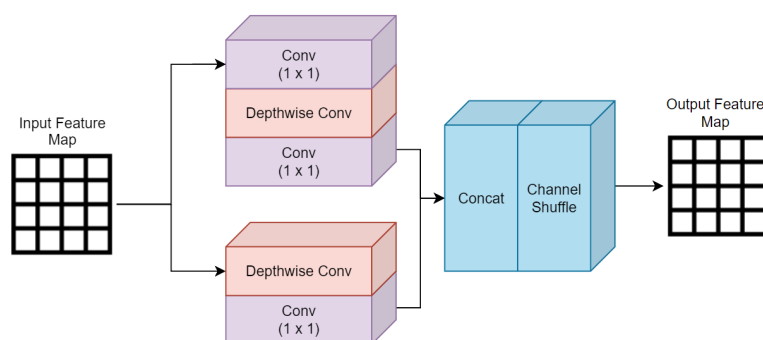 Input Feature
Map
Conv
(1 x 1)
Depthwise Conv
Conv
(1 x 1)
Depthwise Conv
Conv
(1 x 1)
Concat
Channel
Shuffle
Output Feature
Map